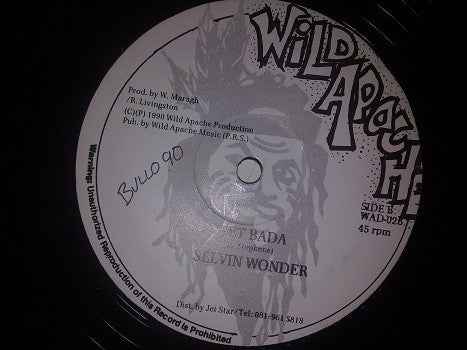 WILD
APACHE
Prod. by W. Maragh
/R. Livingston
(C)(P) 1990 Wild Apache Production
Pub. by Wild Apache Music (P.R.S.)
BULLO 90
SIDE B
WAD-028
45 rpm
BADA
SELVIN WONDER
Dist. by Jet Star/Tel: 081-961 5818
Warning: Unauthorized Reproduction of this Record is Prohibited